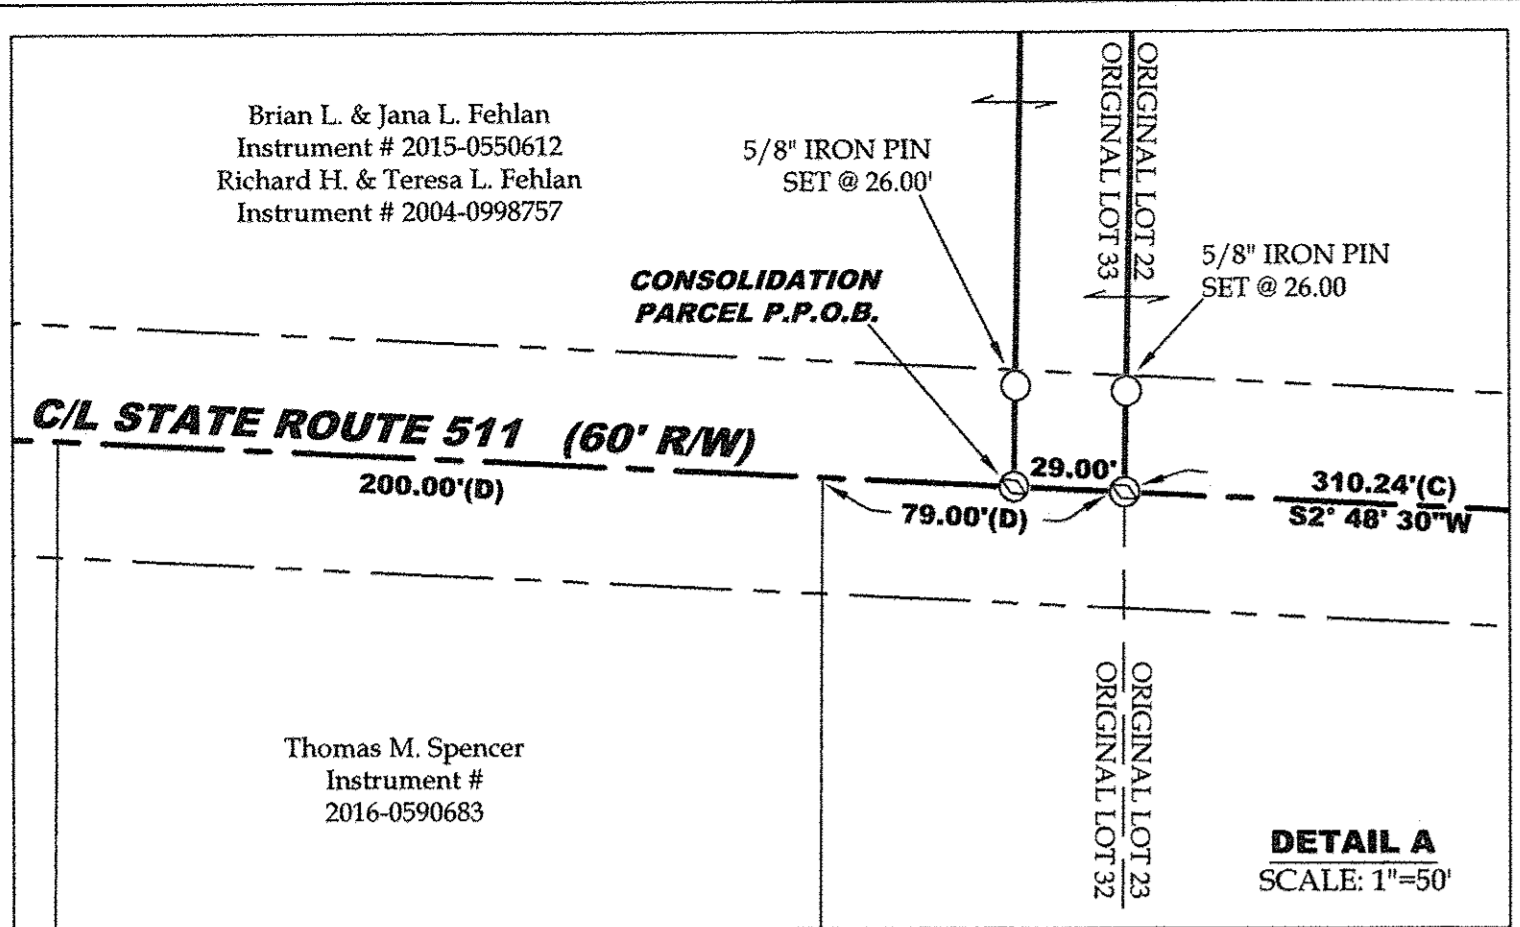 Brian L. & Jana L. Fehlan
Instrument # 2015-0550612
Richard H. & Teresa L. Fehlan
Instrument # 2004-0998757
5/8" IRON PIN
SET @ 26.00'
ORIGINAL LOT 22
ORIGINAL LOT 33
5/8" IRON PIN
SET @ 26.00
CONSOLIDATION
PARCEL P.P.O.B.
C/L STATE ROUTE 511 (60' R/W)
200.00'(D)
79.00'(D)
29.00'
310.24'(C)
S2° 48' 30"W
Thomas M. Spencer
Instrument #
2016-0590683
ORIGINAL LOT 23
ORIGINAL LOT 32
DETAIL A
SCALE: 1"=50'